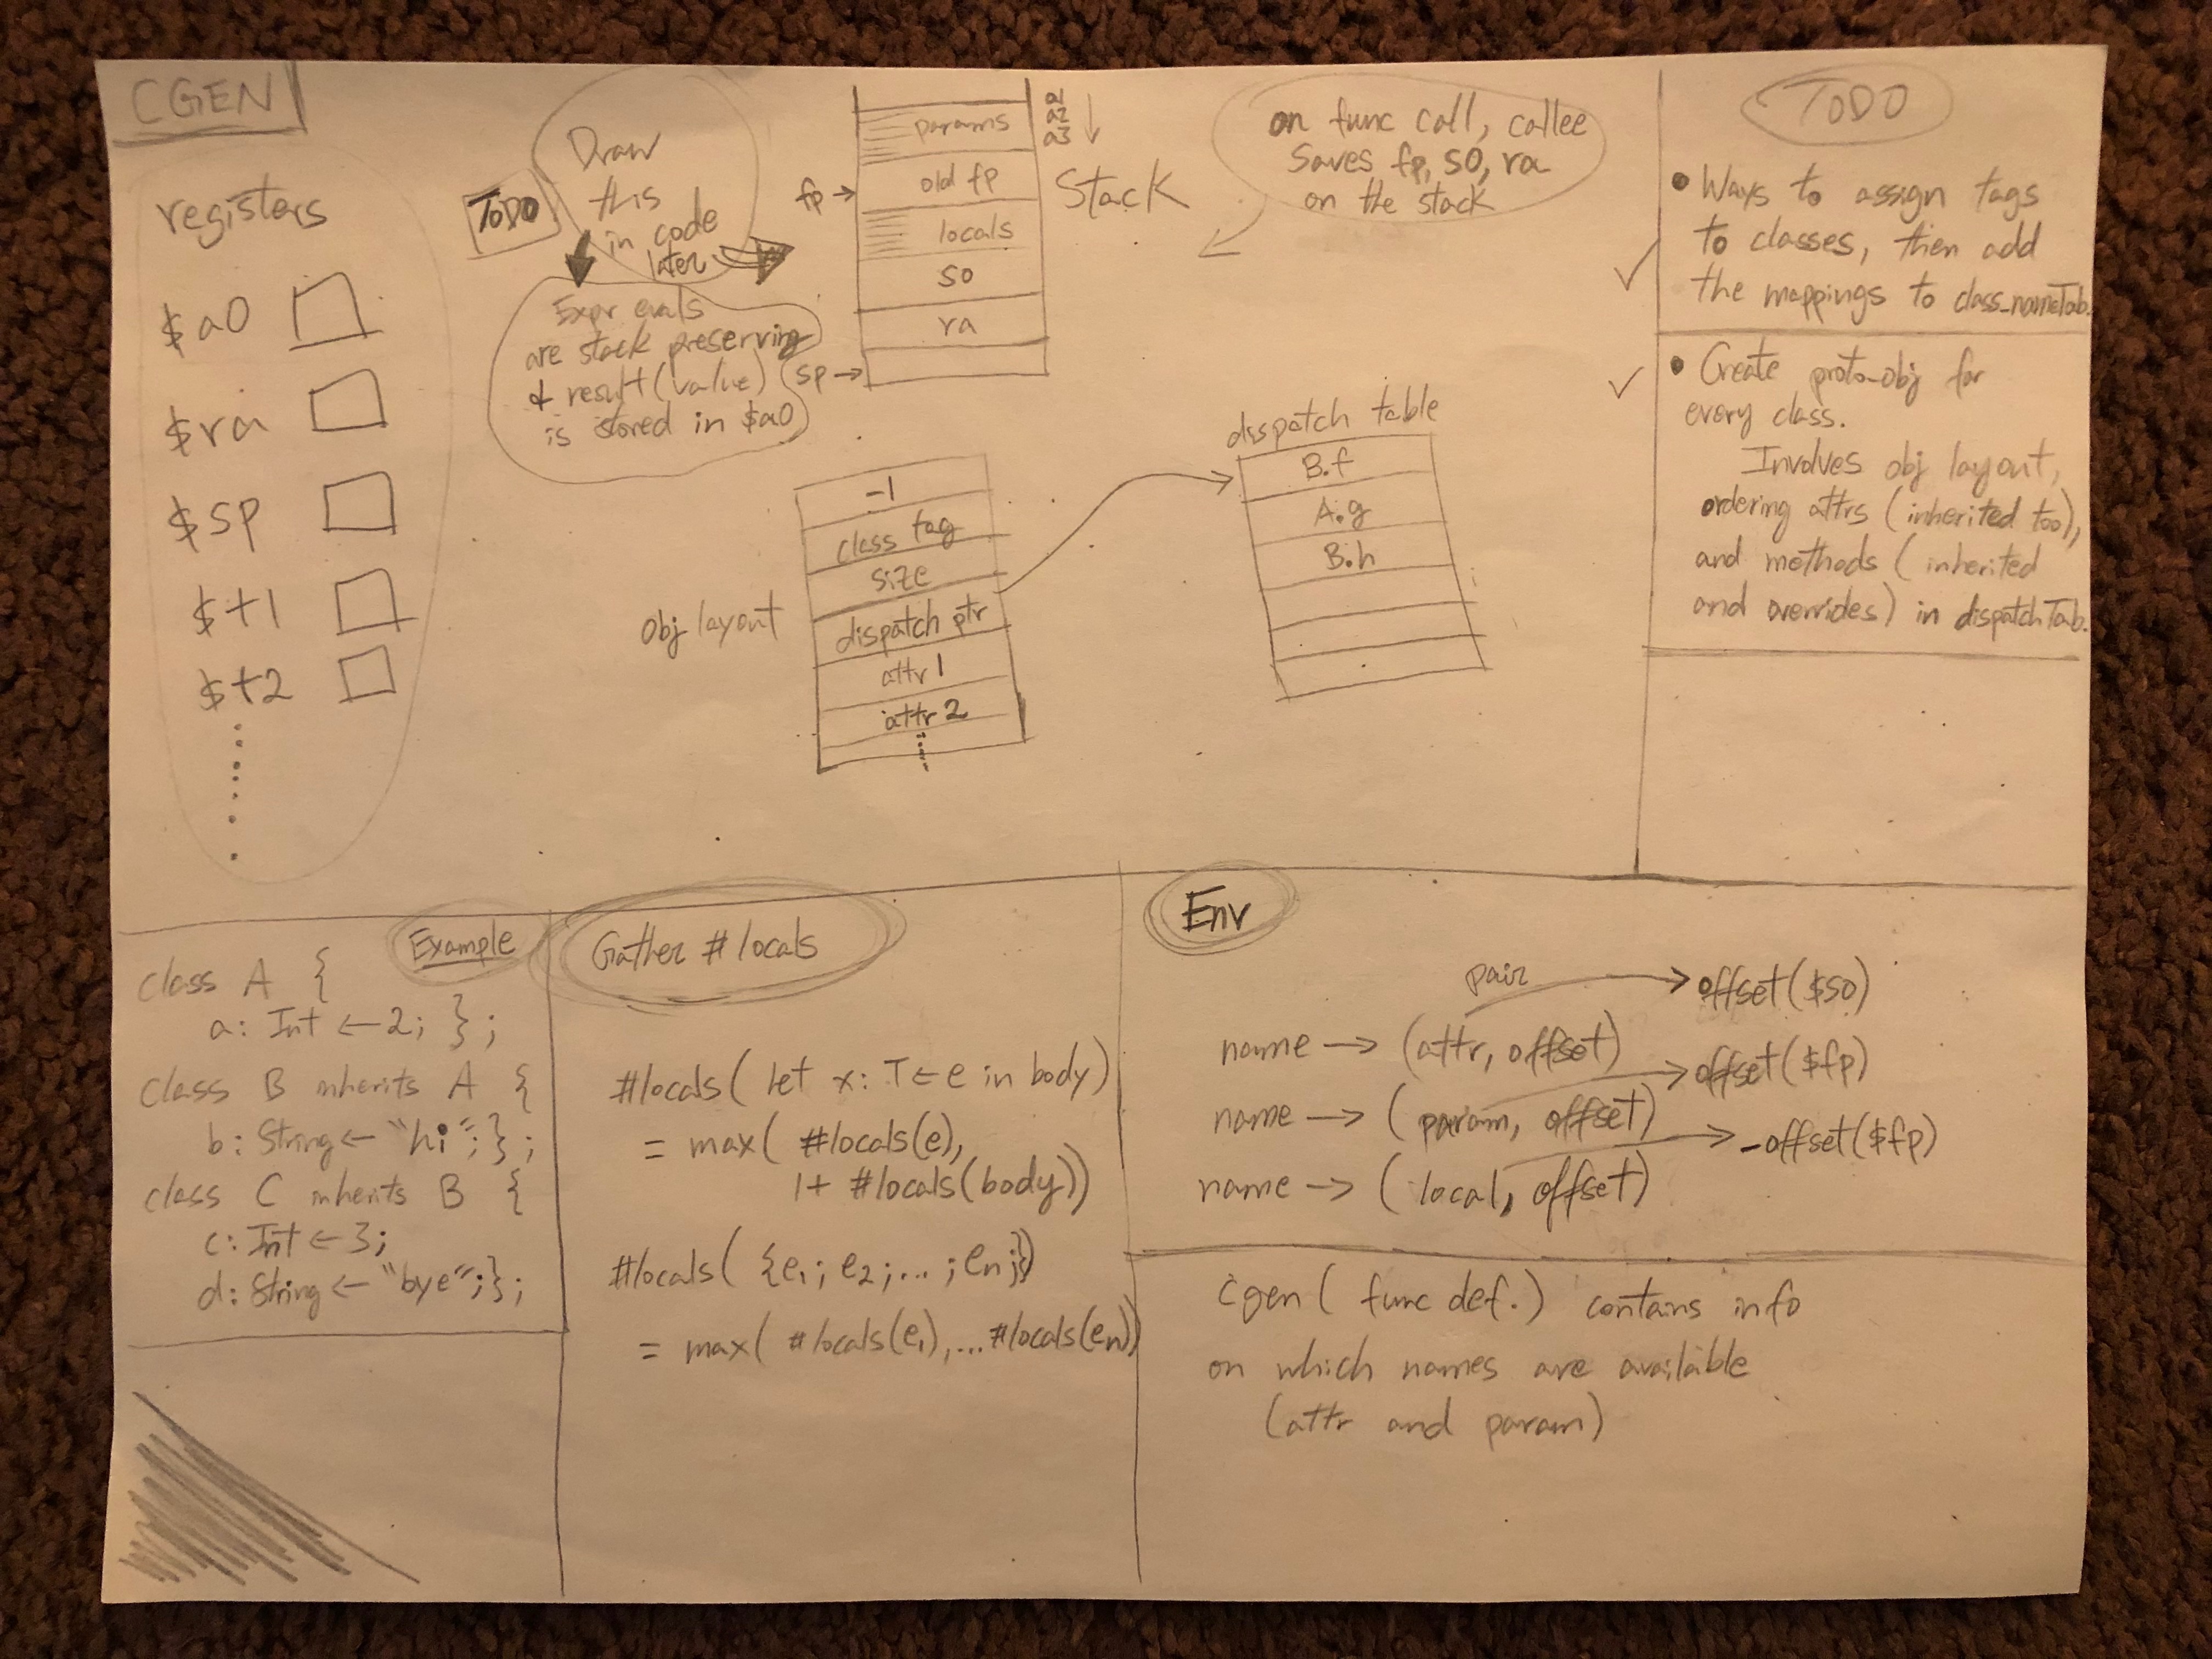 CGEN
registers
$a0
$ra
$sp
$t1
$t2
TODO
Draw
this
in code
later
Expr evals
are stack preserving
& result (value)
is stored in $a0
params
old fp
locals
s0
ra
fp →
sp →
a1
a2
a3
Stack
on func call, callee
saves fp, s0, ra
on the stack
obj layout
-1
class tag
size
dispatch ptr
attr 1
attr 2
dispatch table
B.f
A.g
B.h
TODO
• Ways to assign tags
to classes, then add
the mappings to class_nameTab.
• Create proto-obj for
every class.
Involves obj layout,
ordering attrs (inherited too),
and methods (inherited
and overrides) in dispatchTab.
Example
class A {
a: Int ← 2; };
class B inherits A {
b: String ← "hi"; };
class C inherits B {
c: Int ← 3;
d: String ← "bye"; };
Gather # locals
#locals( let x: T ← e in body)
= max( #locals(e),
1+ #locals(body))
#locals( {e1; e2; ... ; en;})
= max( #locals(e1), ... #locals(en))
Env
pair
name → (attr, offset) → offset($s0)
name → (param, offset) → offset($fp)
name → (local, offset) → -offset($fp)
cgen( func def.) contains info
on which names are available
(attr and param)